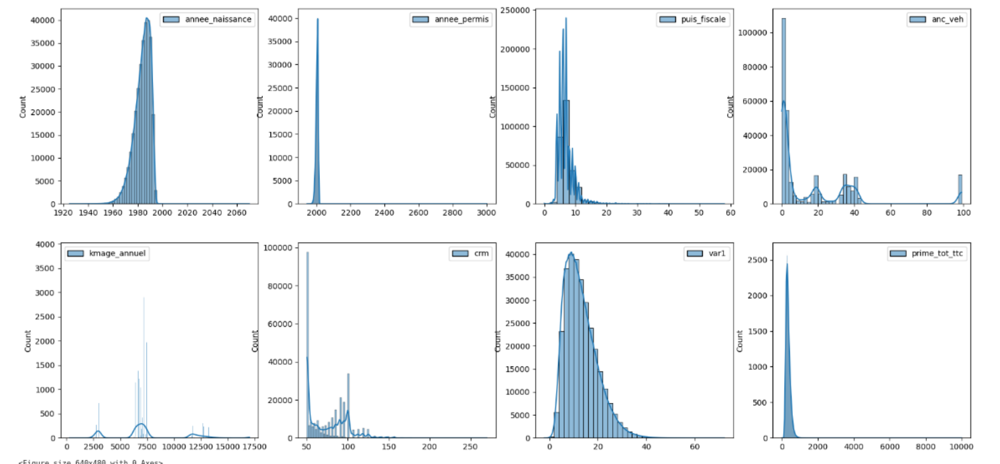 annee_naissance
40000
35000
30000
25000
20000
15000
10000
5000
0
Count
1920 1940 1960 1980 2000 2020 2040 2060
annee_permis
40000
35000
30000
25000
20000
15000
10000
5000
0
Count
2000 2200 2400 2600 2800 3000
puis_fiscale
250000
200000
150000
100000
50000
0
Count
0 10 20 30 40 50 60
anc_veh
100000
80000
60000
40000
20000
0
Count
0 20 40 60 80 100
kmage_annuel
4000
3500
3000
2500
2000
1500
1000
500
0
Count
0 2500 5000 7500 10000 12500 15000 17500
crm
100000
80000
60000
40000
20000
0
Count
50 100 150 200 250
var1
40000
35000
30000
25000
20000
15000
10000
5000
0
Count
0 20 40 60
prime_tot_ttc
2500
2000
1500
1000
500
0
Count
0 2000 4000 6000 8000 10000
<Figure size 640x480 with 0 Axes>